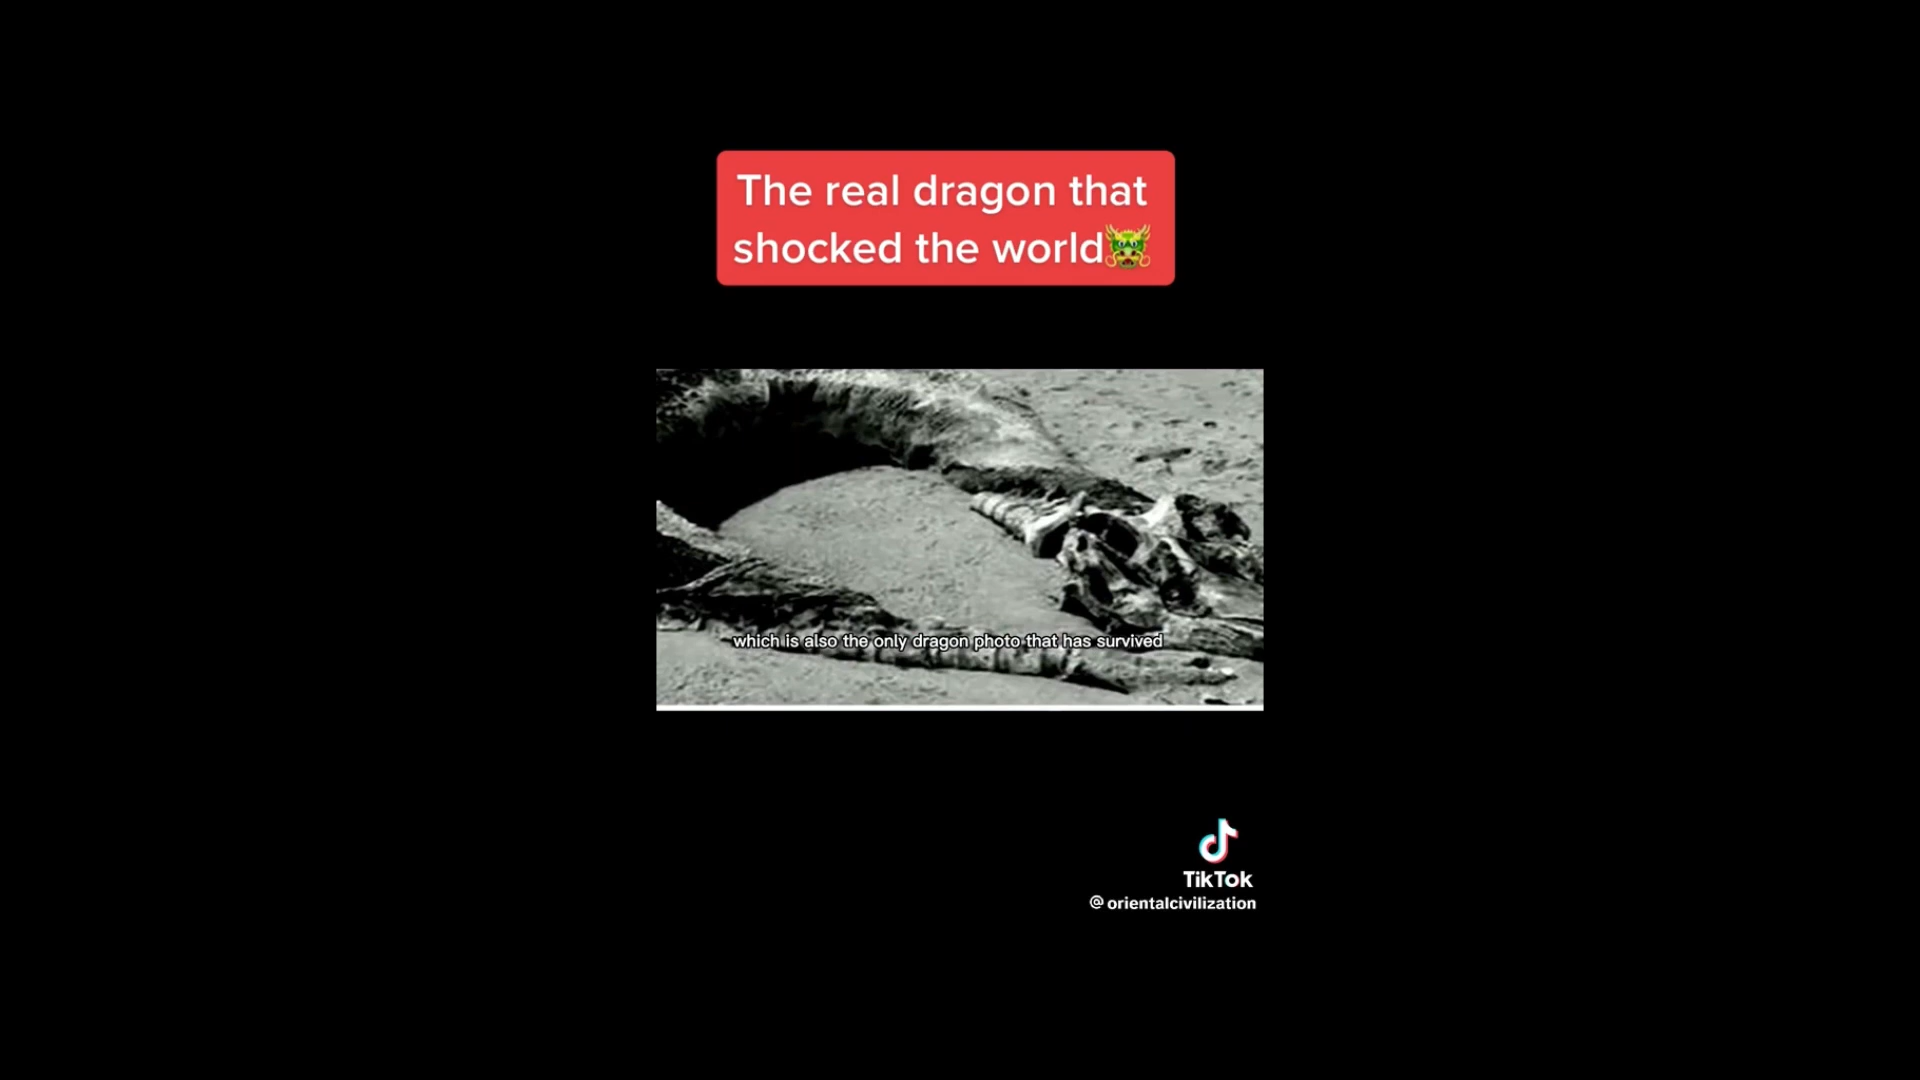 The real dragon that
shocked the world🐲
which is also the only dragon photo that has survived
TikTok
@orientalcivilization